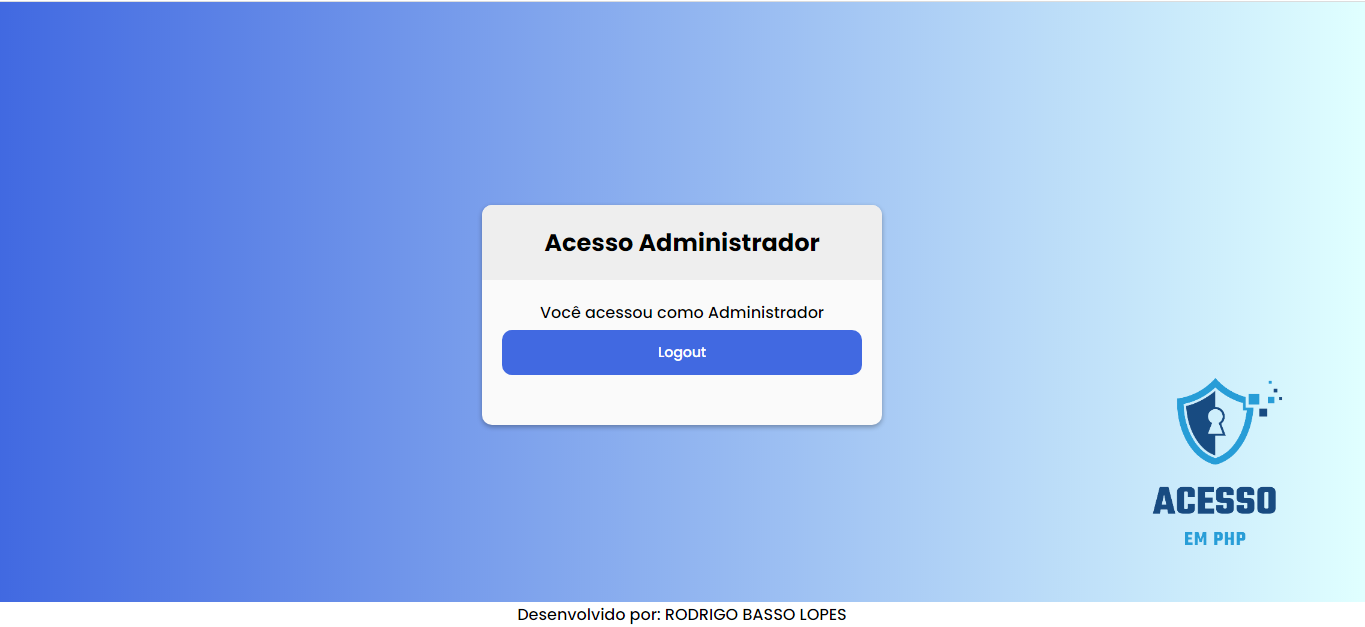 Acesso Administrador
Você acessou como Administrador
Logout
ACESSO
EM PHP
Desenvolvido por: RODRIGO BASSO LOPES